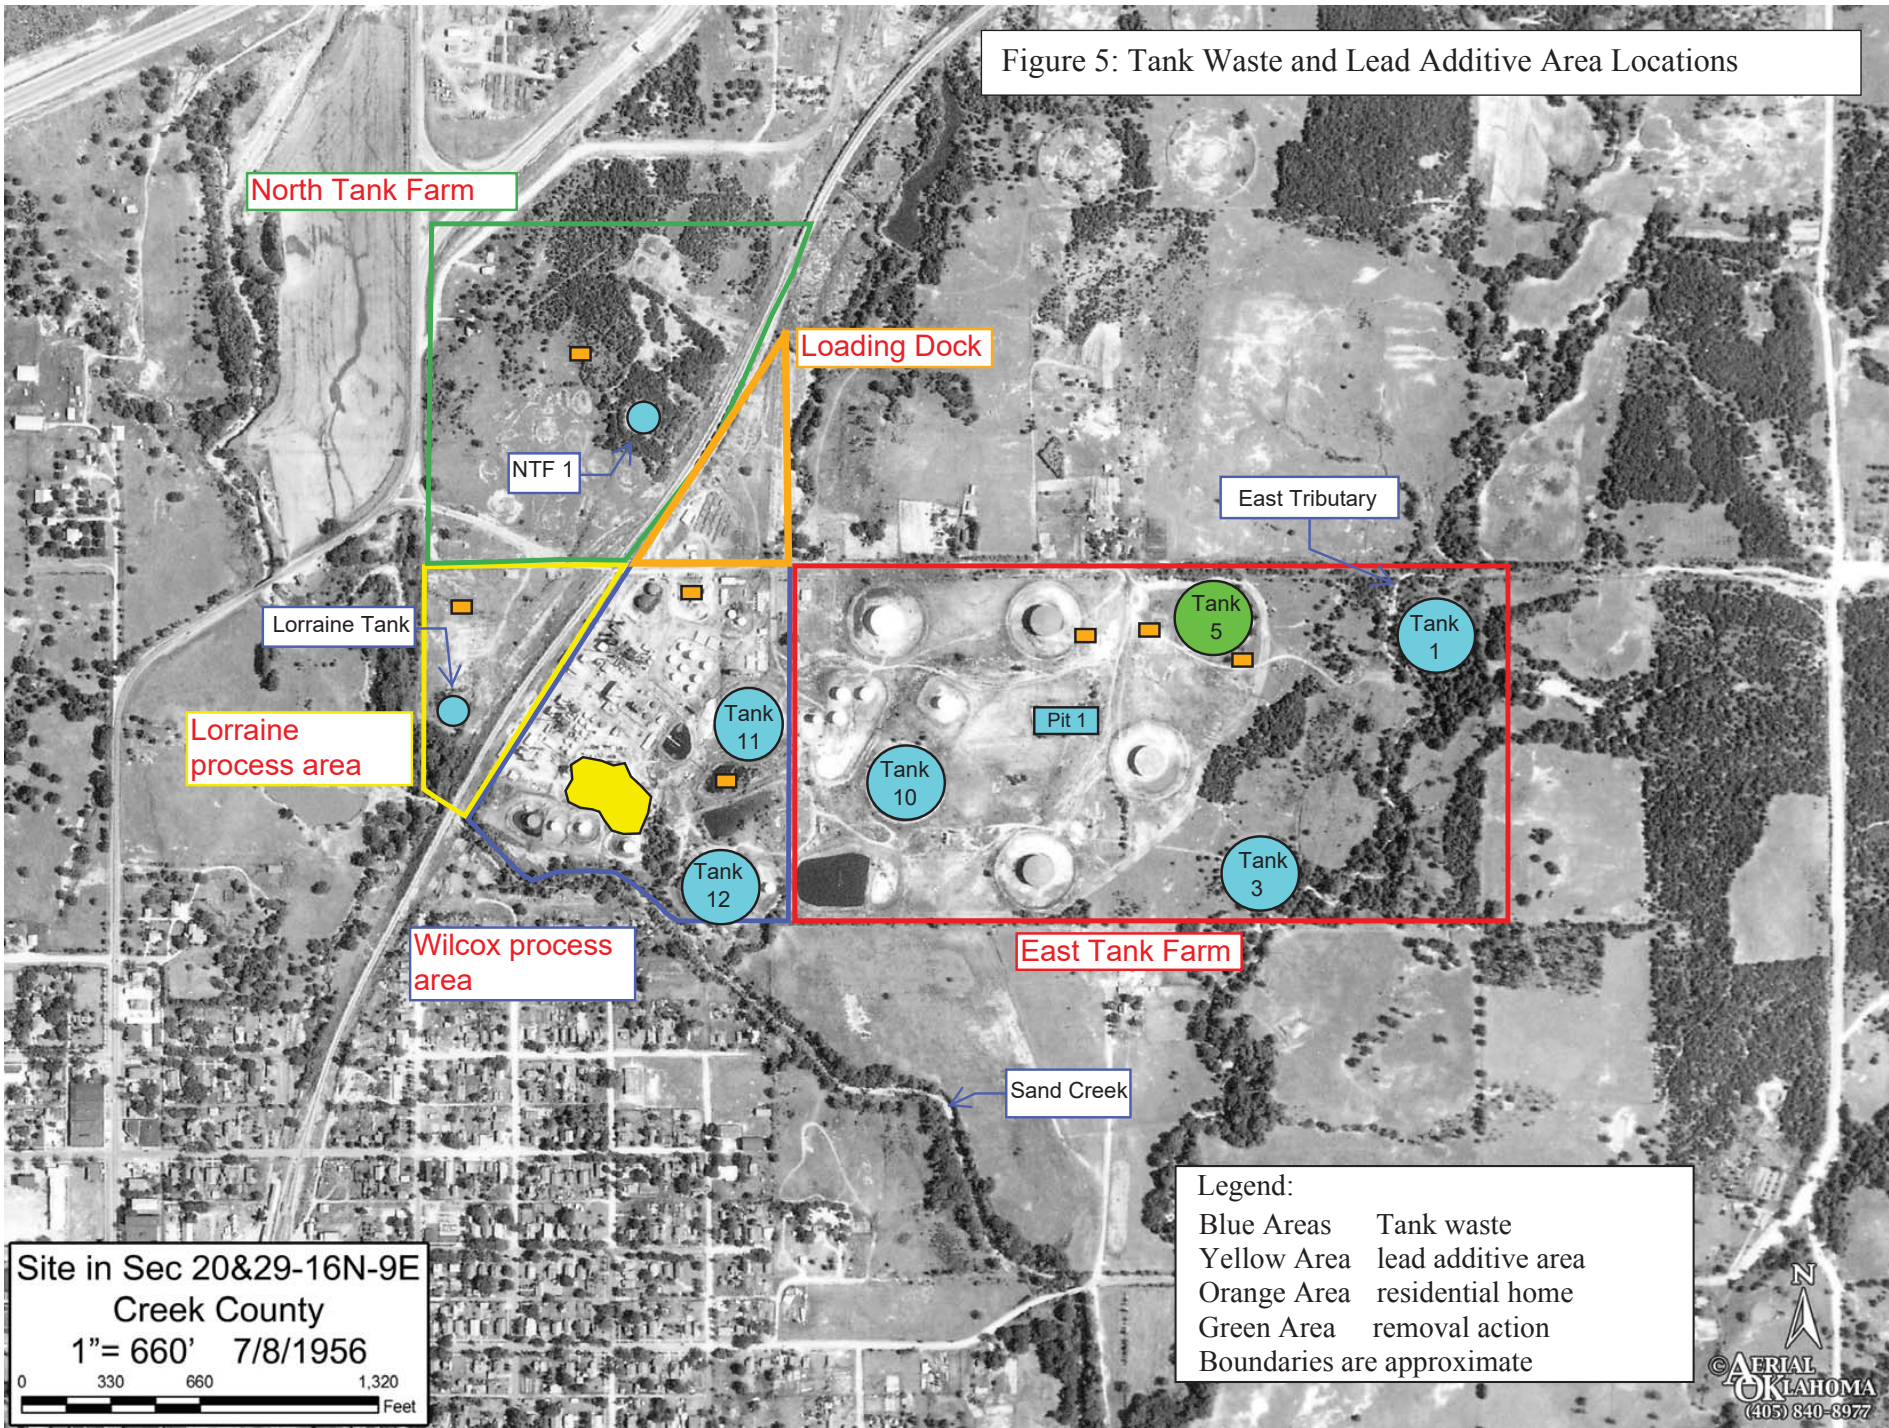 Figure 5: Tank Waste and Lead Additive Area Locations
North Tank Farm
Loading Dock
NTF 1
East Tributary
Lorraine Tank
Tank
5
Tank
1
Lorraine
process area
Tank
11
Pit 1
Tank
10
Tank
12
Tank
3
Wilcox process
area
East Tank Farm
Sand Creek
Legend:
Blue Areas Tank waste
Yellow Area lead additive area
Orange Area residential home
Green Area removal action
Boundaries are approximate
Site in Sec 20&29-16N-9E
Creek County
1”= 660’ 7/8/1956
0 330 660 1,320
Feet
N
© AERIAL
OKLAHOMA
(405) 840-8977